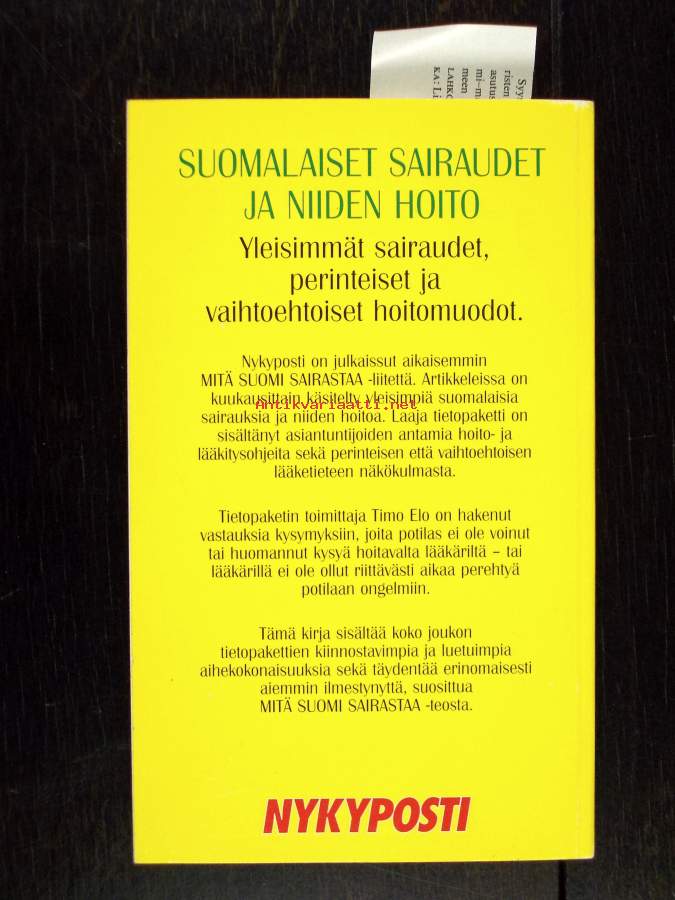 SUOMALAISET SAIRAUDET
JA NIIDEN HOITO
Yleisimmät sairaudet,
perinteiset ja
vaihtoehtoiset hoitomuodot.
Nykyposti on julkaissut aikaisemmin
MITÄ SUOMI SAIRASTAA -liitettä. Artikkeleissa on
kuukausittain käsitelty yleisimpiä suomalaisia
Antikvariaatti.net
sairauksia ja niiden hoitoa. Laaja tietopaketti on
sisältänyt asiantuntijoiden antamia hoito- ja
lääkitysohjeita sekä perinteisen että vaihtoehtoisen
lääketieteen näkökulmasta.
Tietopaketin toimittaja Timo Elo on hakenut
vastauksia kysymyksiin, joita potilas ei ole voinut
tai huomannut kysyä hoitavalta lääkäriltä – tai
lääkärillä ei ole ollut riittävästi aikaa perehtyä
potilaan ongelmiin.
Tämä kirja sisältää koko joukon
tietopakettien kiinnostavimpia ja luetuimpia
aihekokonaisuuksia sekä täydentää erinomaisesti
aiemmin ilmestynyttä, suosittua
MITÄ SUOMI SAIRASTAA -teosta.
NYKYPOSTI